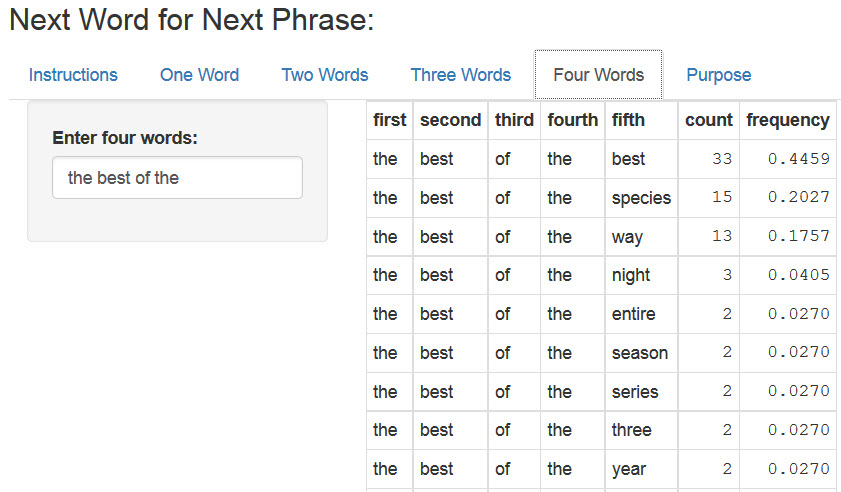 Next Word for Next Phrase:
Instructions One Word Two Words Three Words Four Words Purpose
Enter four words:
the best of the
first second third fourth fifth count frequency
the best of the best 33 0.4459
the best of the species 15 0.2027
the best of the way 13 0.1757
the best of the night 3 0.0405
the best of the entire 2 0.0270
the best of the season 2 0.0270
the best of the series 2 0.0270
the best of the three 2 0.0270
the best of the year 2 0.0270